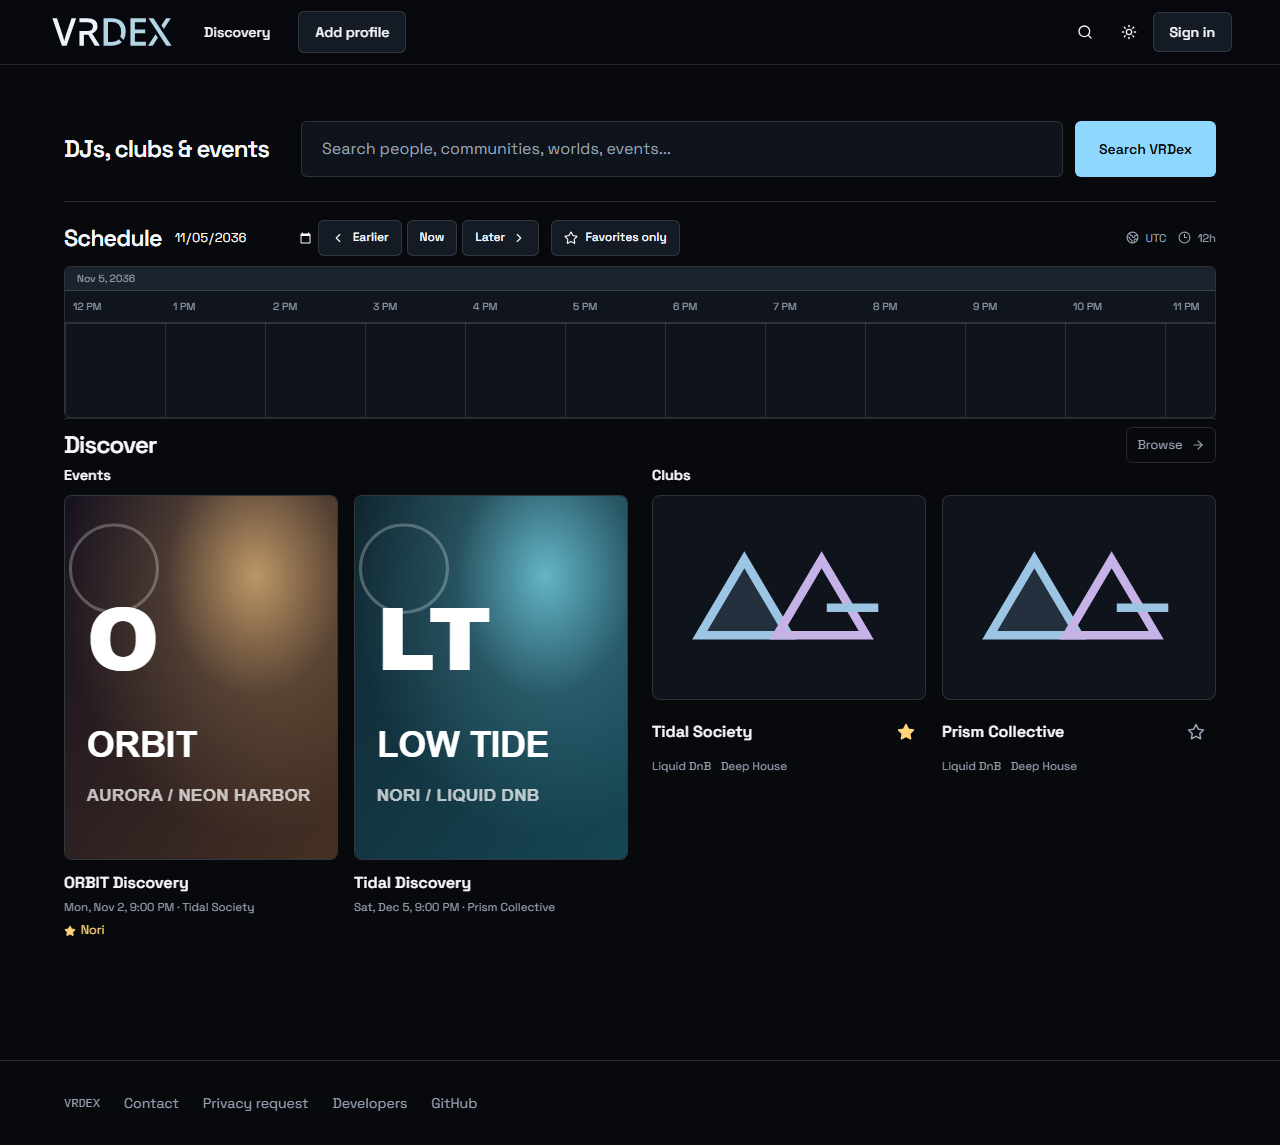 VRDEX
Discovery
Add profile
Sign in
DJs, clubs & events
Search people, communities, worlds, events...
Search VRDex
Schedule
11/05/2036
Earlier
Now
Later
Favorites only
UTC
12h
Nov 5, 2036
12 PM
1 PM
2 PM
3 PM
4 PM
5 PM
6 PM
7 PM
8 PM
9 PM
10 PM
11 PM
Discover
Browse
Events
O
ORBIT
AURORA / NEON HARBOR
ORBIT Discovery
Mon, Nov 2, 9:00 PM · Tidal Society
Nori
LT
LOW TIDE
NORI / LIQUID DNB
Tidal Discovery
Sat, Dec 5, 9:00 PM · Prism Collective
Clubs
Tidal Society
Liquid DnB Deep House
Prism Collective
Liquid DnB Deep House
VRDEX
Contact
Privacy request
Developers
GitHub